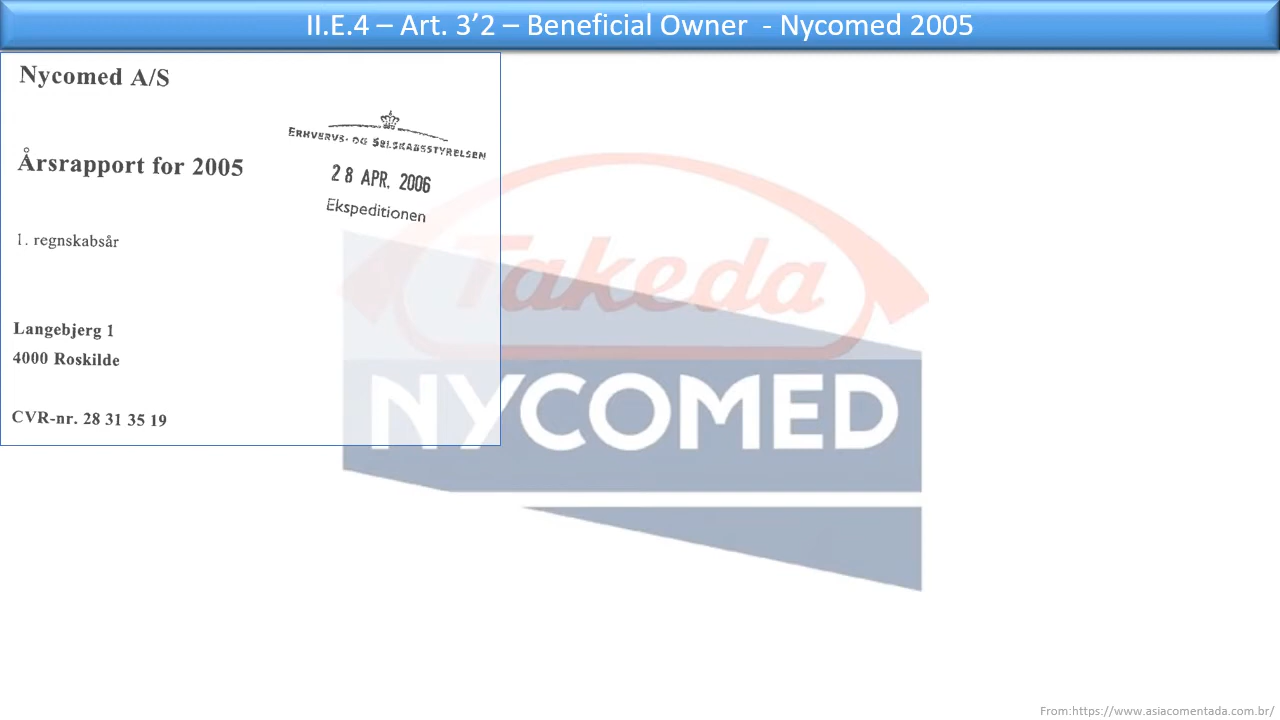 II.E.4 – Art. 3’2 – Beneficial Owner - Nycomed 2005
Nycomed A/S
ERHVERVS- OG SELSKABSSTYRELSEN
Årsrapport for 2005
28 APR. 2006
Ekspeditionen
1. regnskabsår
Takeda
Langebjerg 1
4000 Roskilde
NYCOMED
CVR-nr. 28 31 35 19
From:https://www.asiacomentada.com.br/